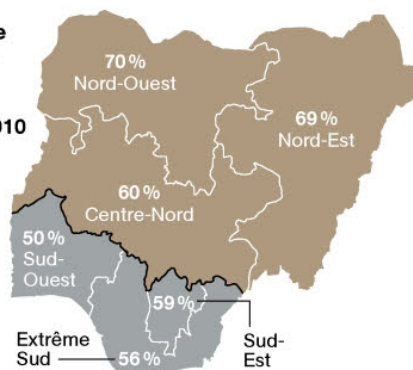 e
010
70 %
Nord-Ouest
69 %
Nord-Est
60 %
Centre-Nord
50 %
Sud-
Ouest
59 %
Extrême
Sud
56 %
Sud-
Est